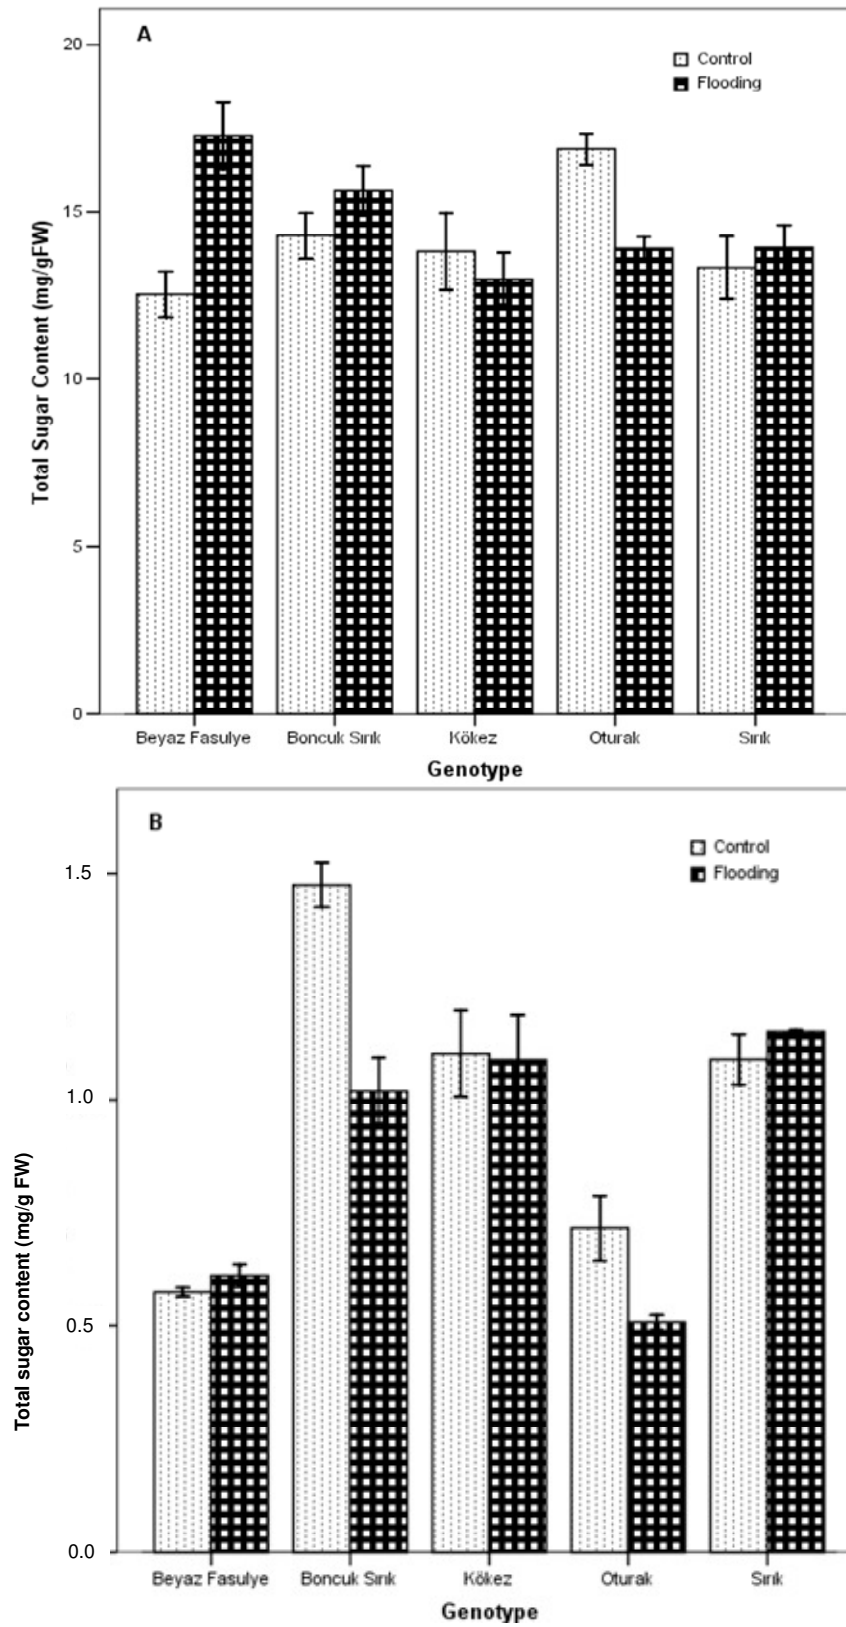 A
Control
Flooding
20
15
10
5
0
Total Sugar Content (mg/gFW)
Beyaz Fasulye
Boncuk Sırık
Kökez
Oturak
Sırık
Genotype
B
Control
Flooding
1.5
1.0
0.5
0.0
Total sugar content (mg/g FW)
Beyaz Fasulye
Boncuk Sırık
Kökez
Oturak
Sırık
Genotype